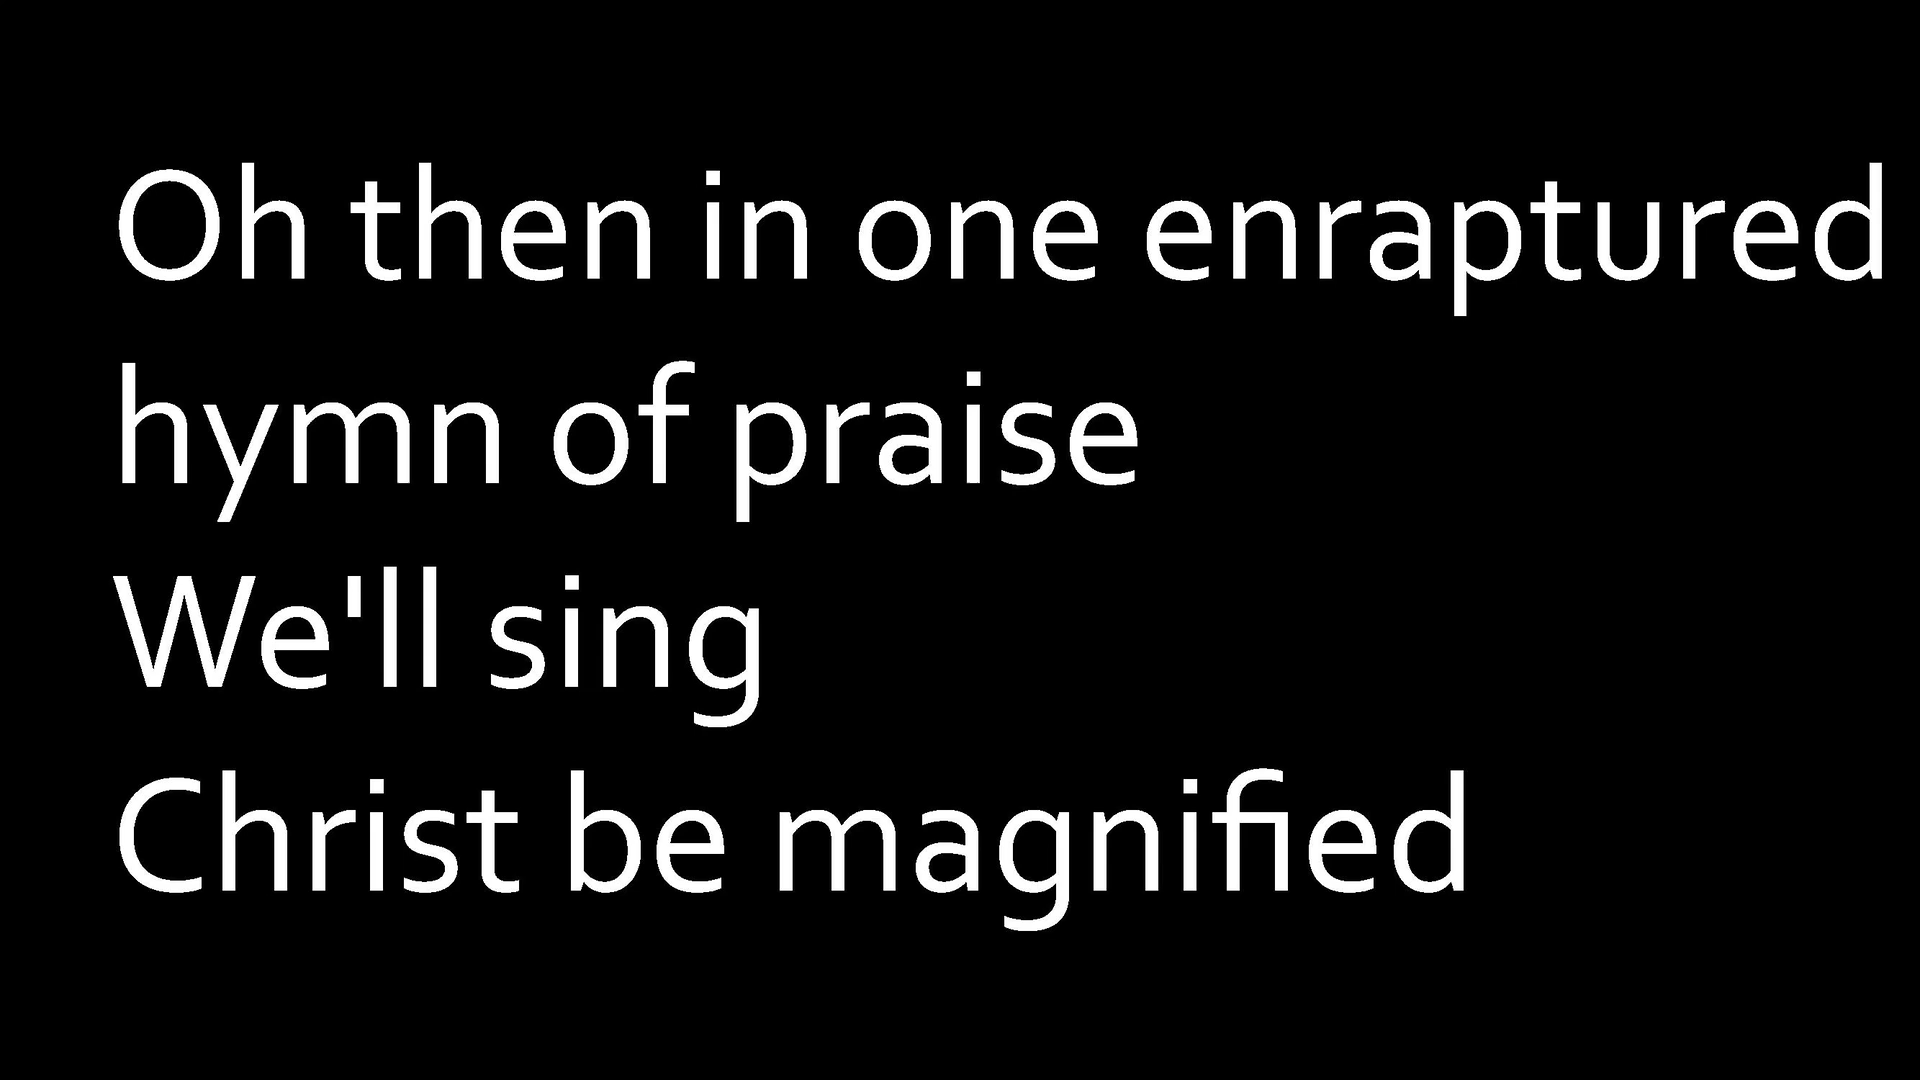 Oh then in one enraptured
hymn of praise
We'll sing
Christ be magnified